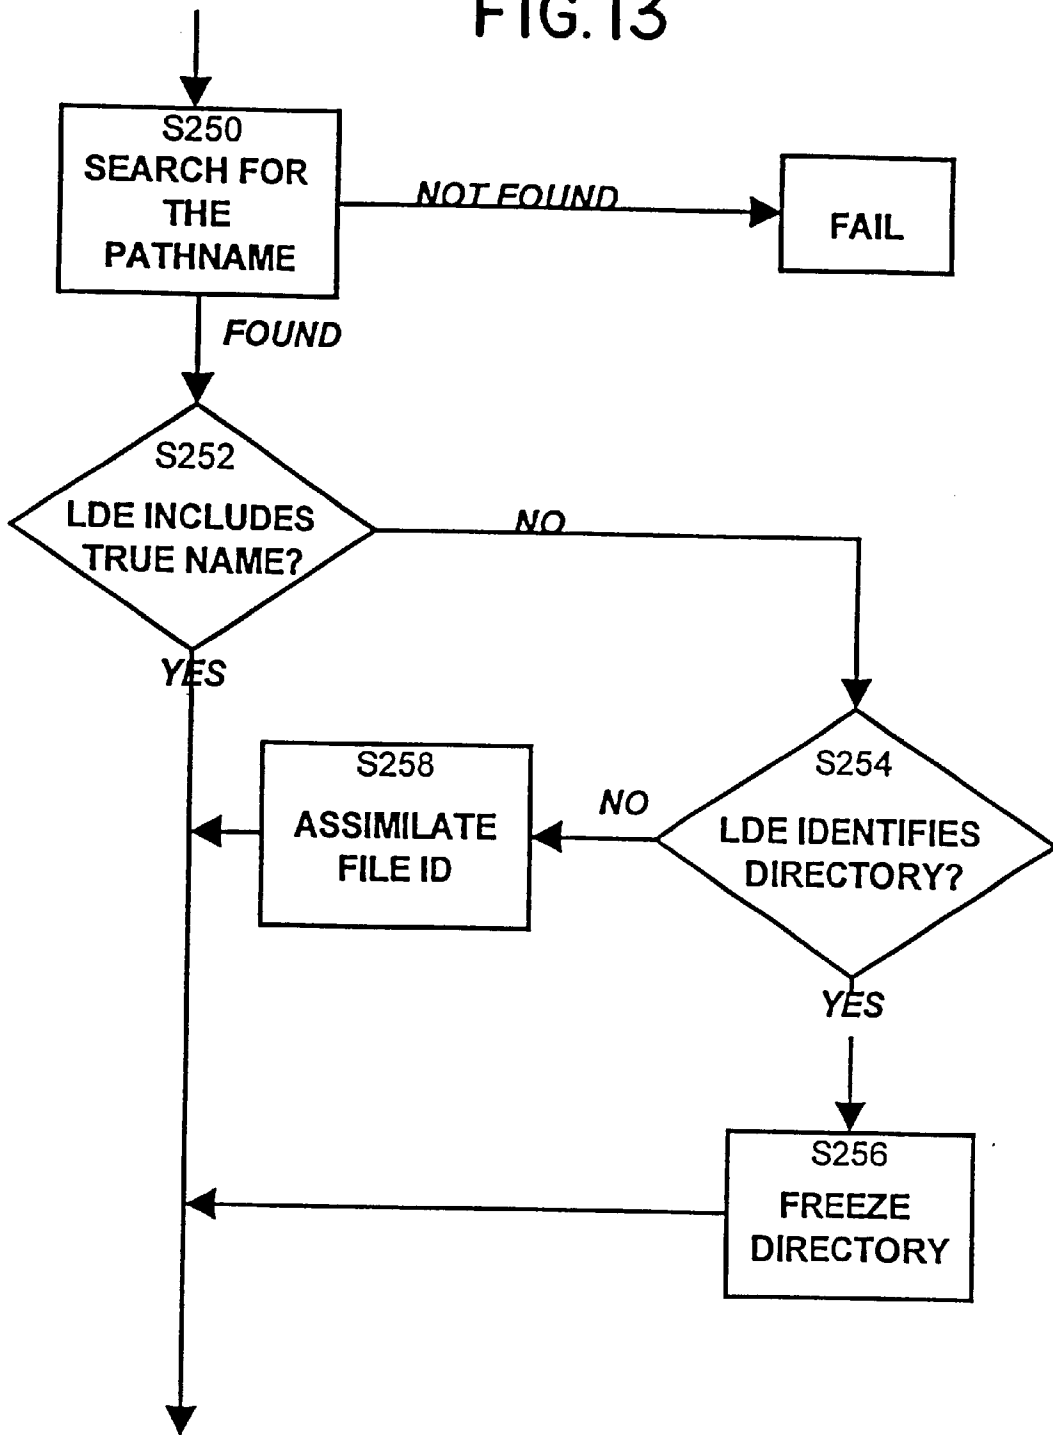 FIG. 13
S250
SEARCH FOR
THE
PATHNAME
NOT FOUND
FAIL
FOUND
S252
LDE INCLUDES
TRUE NAME?
NO
YES
S254
LDE IDENTIFIES
DIRECTORY?
NO
S258
ASSIMILATE
FILE ID
YES
S256
FREEZE
DIRECTORY